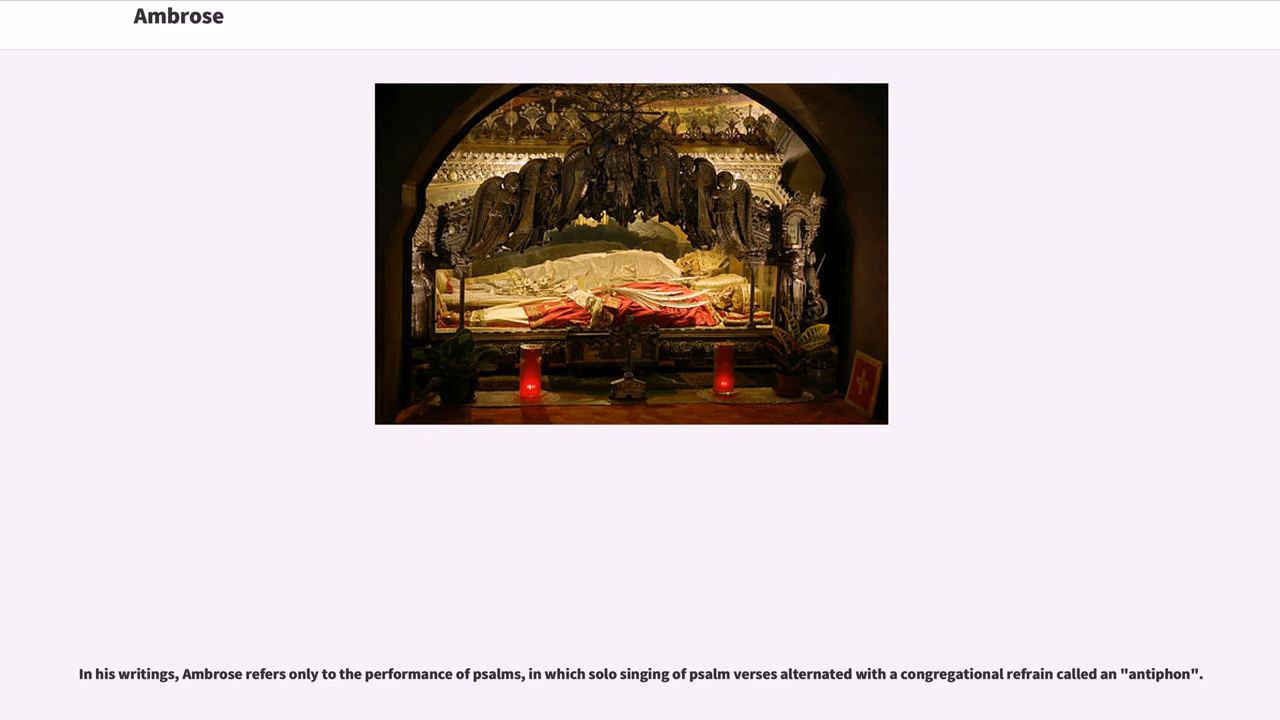 Ambrose
In his writings, Ambrose refers only to the performance of psalms, in which solo singing of psalm verses alternated with a congregational refrain called an "antiphon".